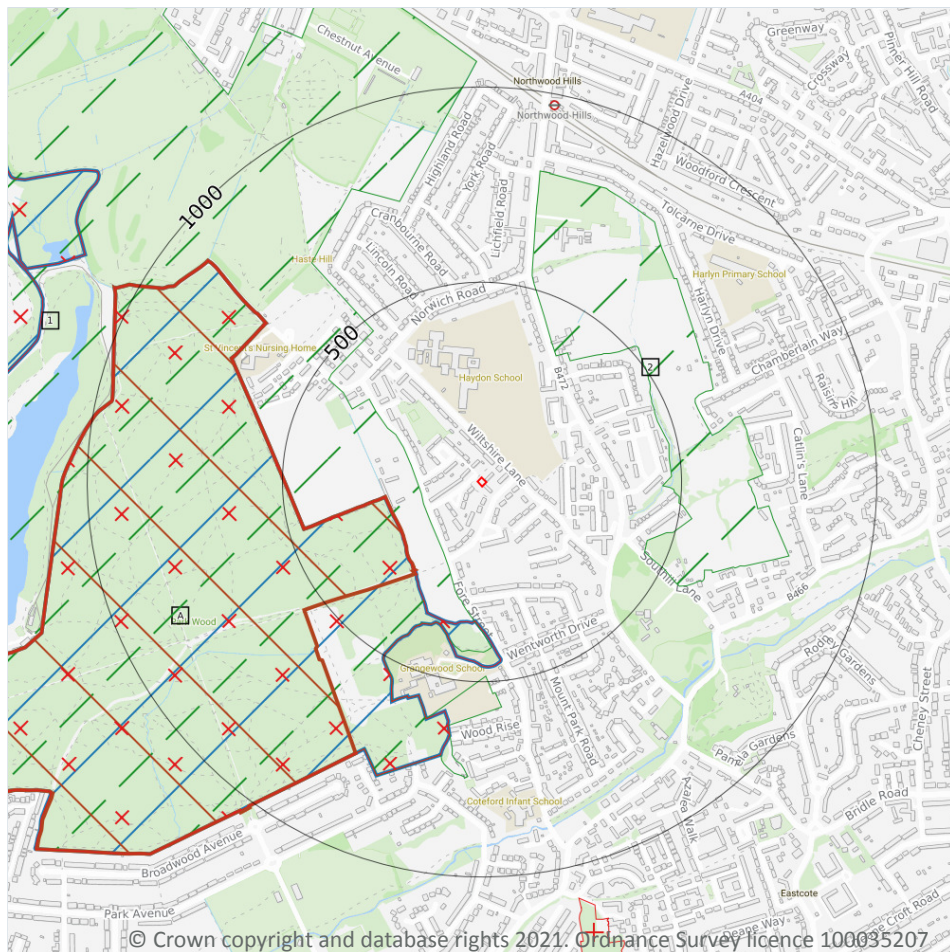 Chestnut Avenue
Greenway
Crossway
Pinner Hill Road
Northwood Hills
A404
Northwood Hills
Hazelwood Drive
Highland Road
York Road
Woodford Crescent
1000
Lichfield Road
Cranbourne Road
Tolcarne Drive
Haste Hill
Lincoln Road
Harlyn Primary School
Norwich Road
Harlyn Drive
1
500
St Vincent's Nursing Home
Chamberlain Way
2
Haydon School
B472
Raisins Hill
Wiltshire Lane
Catlin's Lane
Southill Lane
B466
A
Wood
Fore Street
Wentworth Drive
Rodney Gardens
Grangewood School
Cheney Street
Mount Park Road
Wood Rise
Pamela Gardens
Azalea Walk
Coteford Infant School
Bridle Road
Broadwood Avenue
Eastcote
Park Avenue
Deane Way
Croft Road
© Crown copyright and database rights 2021. Ordnance Survey licence 100035207